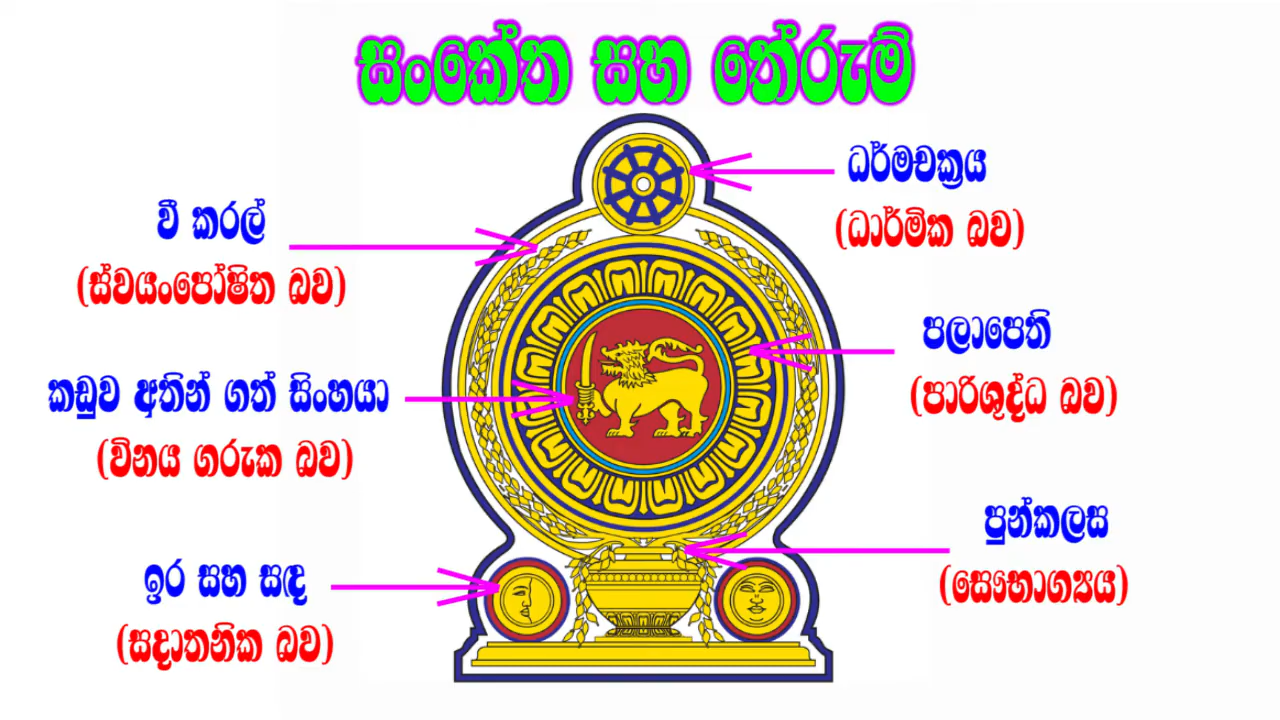 සංකේත සහ තේරුම්
ධර්මචක්‍රය
(ධාර්මික බව)
වී කරල්
(ස්වයංපෝෂිත බව)
පලාපෙති
(පාරිශුද්ධ බව)
කඩුව අතින් ගත් සිංහයා
(විනය ගරුක බව)
පුන්කලස
(සෞභාග්‍යය)
ඉර සහ සඳ
(සදාතනික බව)